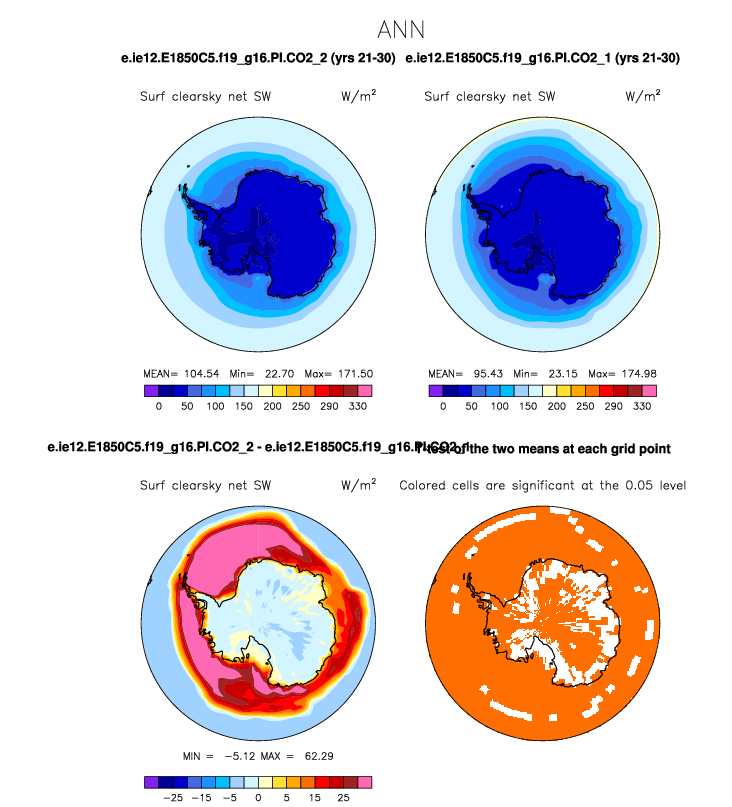 ANN
e.ie12.E1850C5.f19_g16.PI.CO2_2 (yrs 21-30) e.ie12.E1850C5.f19_g16.PI.CO2_1 (yrs 21-30)
Surf clearsky net SW W/m² Surf clearsky net SW W/m²
MEAN= 104.54 Min= 22.70 Max= 171.50 MEAN= 95.43 Min= 23.15 Max= 174.98
0 50 100 150 200 250 290 330 0 50 100 150 200 250 290 330
e.ie12.E1850C5.f19_g16.PI.CO2_2 - e.ie12.E1850C5.f19_g16.PI.CO2_1 T-test of the two means at each grid point
Surf clearsky net SW W/m² Colored cells are significant at the 0.05 level
MIN = -5.12 MAX = 62.29
-25 -15 -5 0 5 15 25